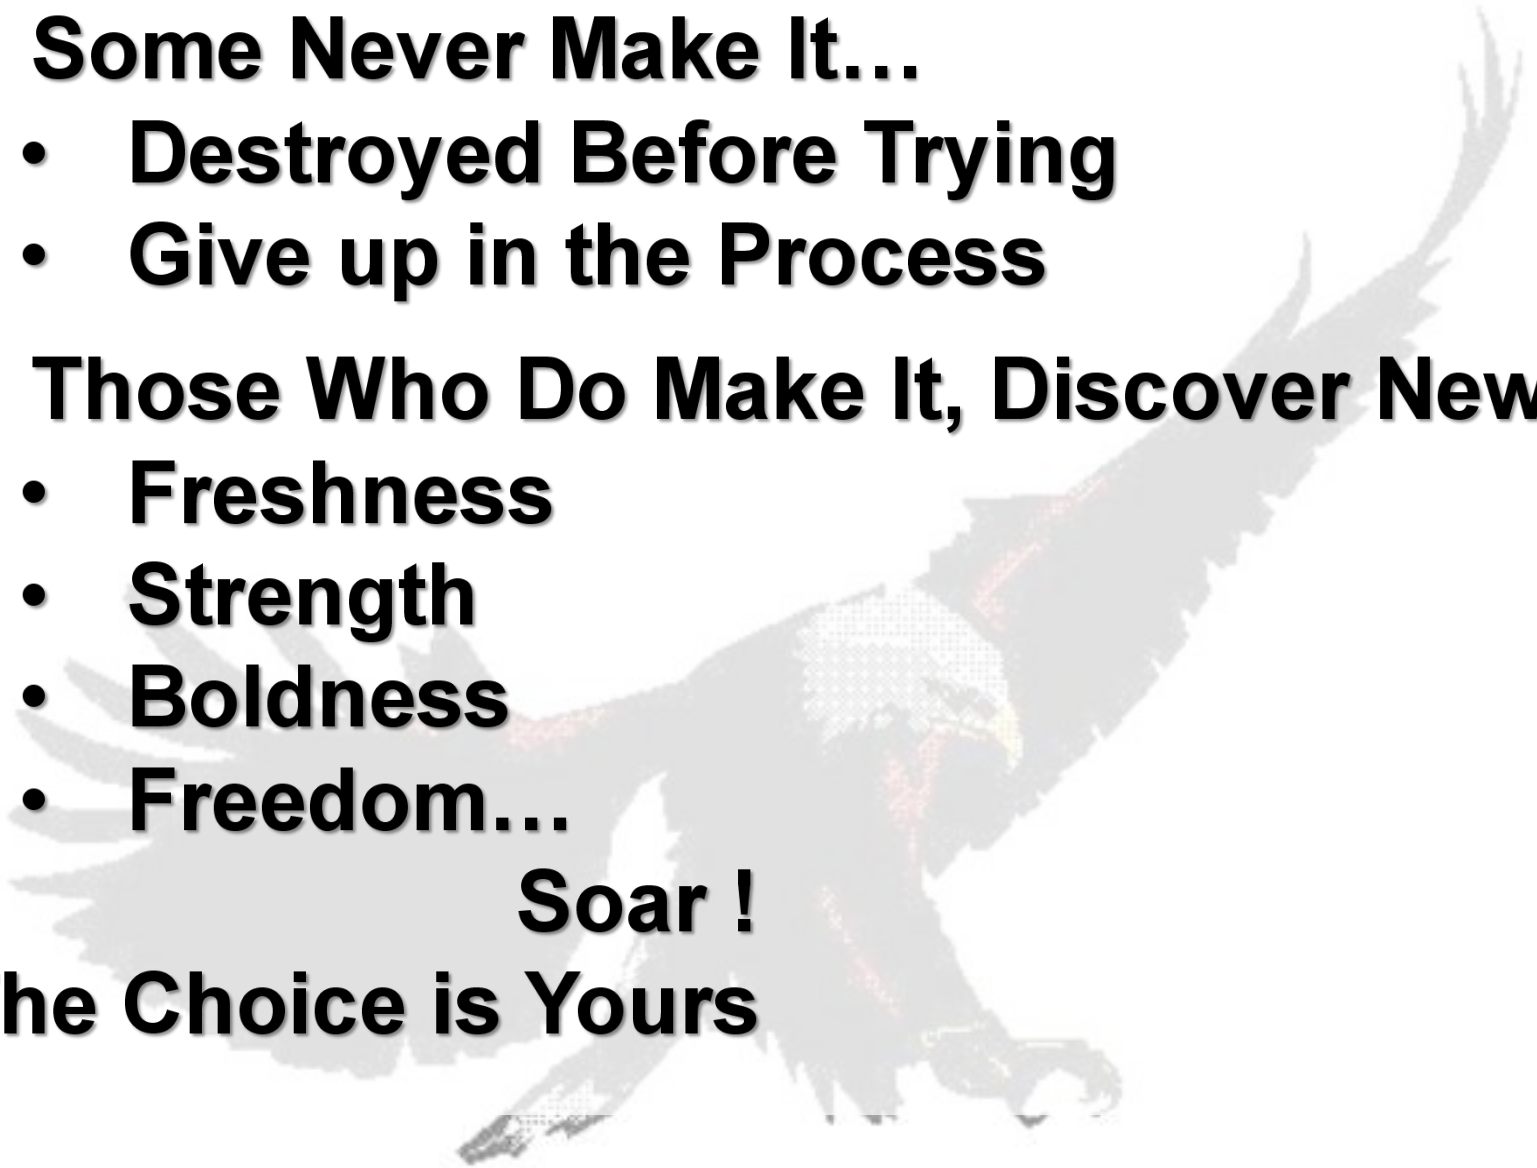 Some Never Make It…
• Destroyed Before Trying
• Give up in the Process
Those Who Do Make It, Discover New
• Freshness
• Strength
• Boldness
• Freedom…
Soar !
he Choice is Yours